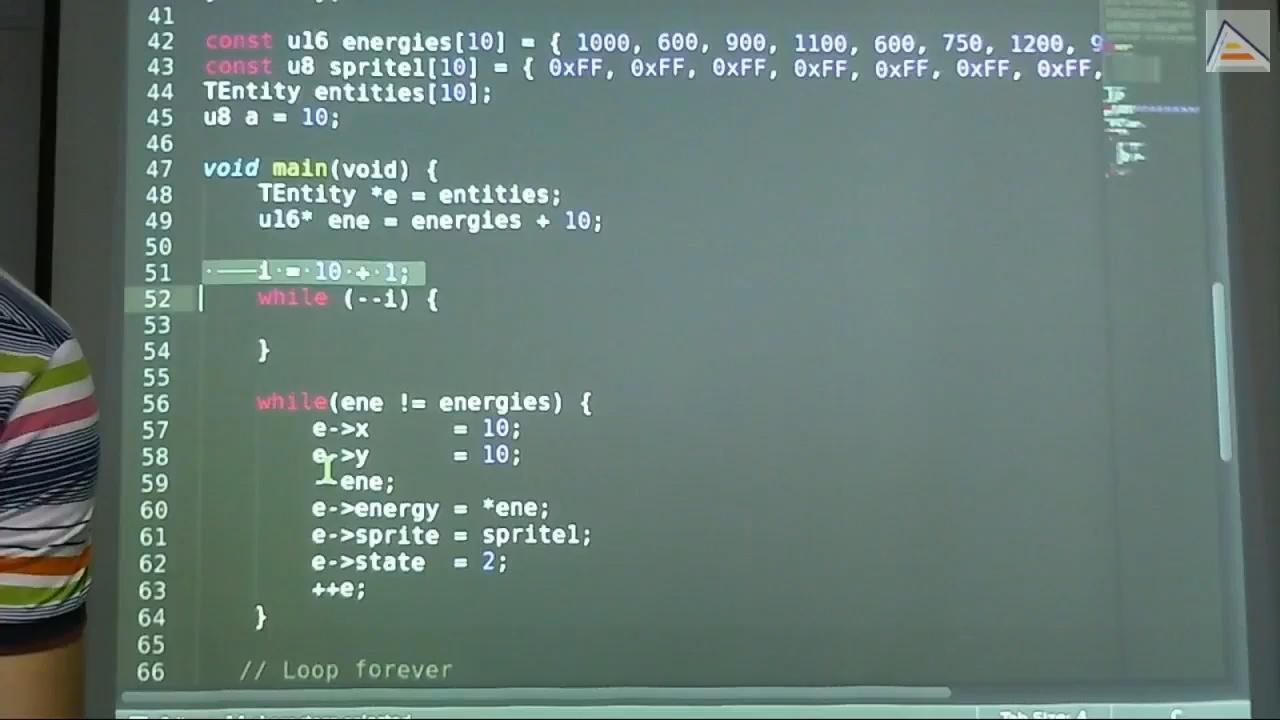 41
42 const u16 energies[10] = { 1000, 600, 900, 1100, 600, 750, 1200, 9
43 const u8 sprite1[10] = { 0xFF, 0xFF, 0xFF, 0xFF, 0xFF, 0xFF, 0xFF,
44 TEntity entities[10];
45 u8 a = 10;
46
47 void main(void) {
48 TEntity *e = entities;
49 u16* ene = energies + 10;
50
51 i = 10 + 1;
52 while (--i) {
53
54 }
55
56 while(ene != energies) {
57 e->x = 10;
58 e->y = 10;
59 ene;
60 e->energy = *ene;
61 e->sprite = sprite1;
62 e->state = 2;
63 ++e;
64 }
65
66 // Loop forever
Tab Size: 4